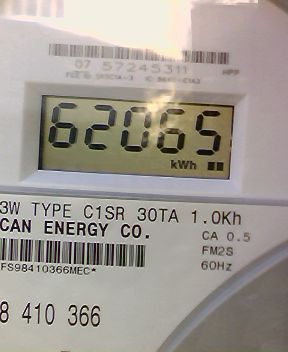 07 57245311 HPP
62065
kWh
3W TYPE C1SR 30TA 1.0Kh
CAN ENERGY CO.
CA 0.5
FM2S
FS98410366MEC*
60Hz
8 410 366